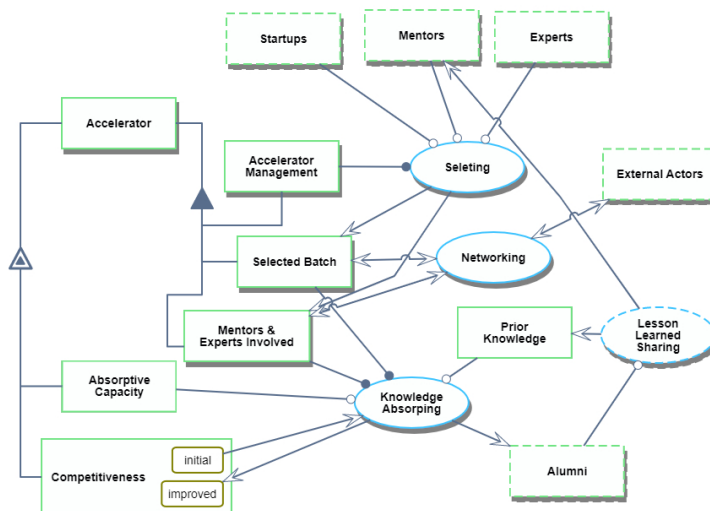 Startups
Mentors
Experts
Accelerator
Accelerator
Management
Seleting
External Actors
Selected Batch
Networking
Mentors &
Experts Involved
Prior
Knowledge
Lesson
Learned
Sharing
Absorptive
Capacity
Knowledge
Absorping
Competitiveness
initial
improved
Alumni